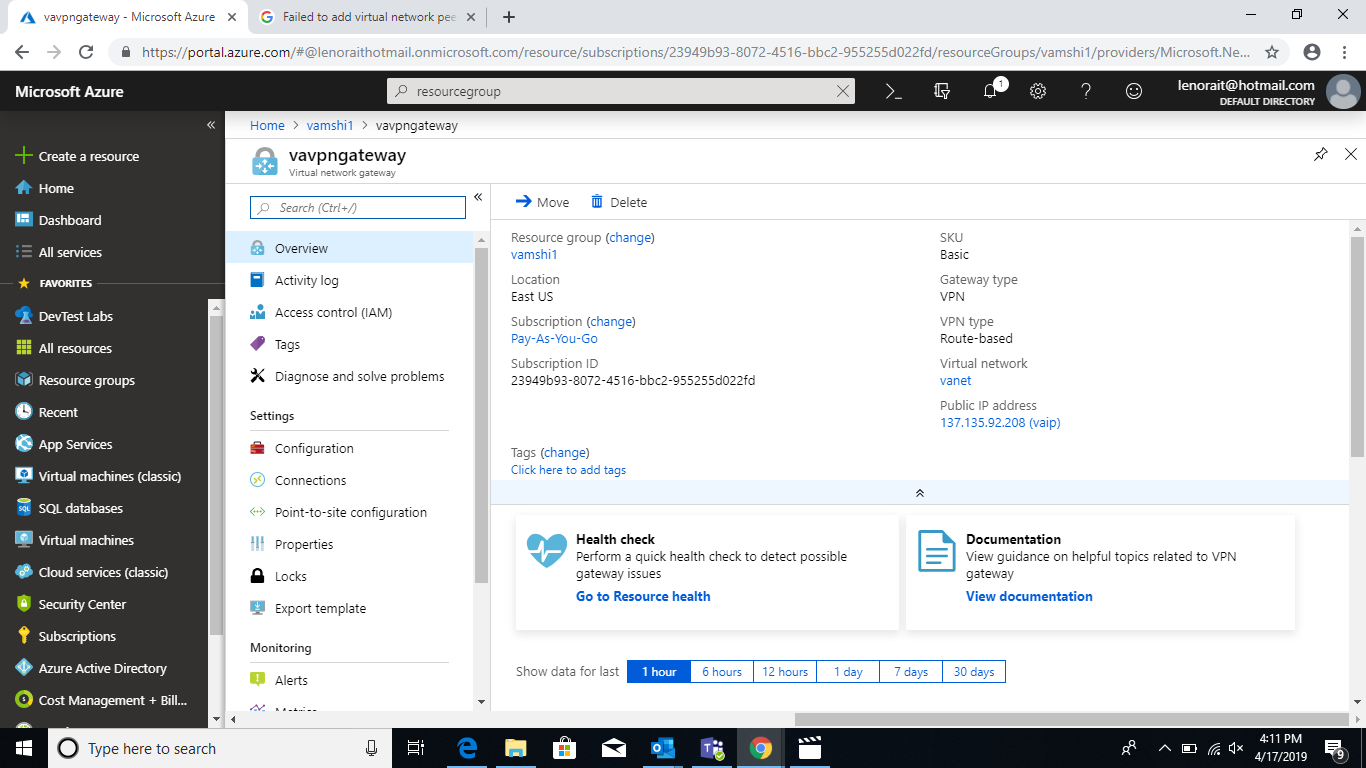 vavpngateway - Microsoft Azure
Failed to add virtual network pee
https://portal.azure.com/#@lenoraithotmail.onmicrosoft.com/resource/subscriptions/23949b93-8072-4516-bbc2-955255d022fd/resourceGroups/vamshi1/providers/Microsoft.Ne...
Microsoft Azure
resourcegroup
1
lenorait@hotmail.com
DEFAULT DIRECTORY
Create a resource
Home
Dashboard
All services
FAVORITES
DevTest Labs
All resources
Resource groups
Recent
App Services
Virtual machines (classic)
SQL databases
Virtual machines
Cloud services (classic)
Security Center
Subscriptions
Azure Active Directory
Cost Management + Bill...
Home > vamshi1 > vavpngateway
vavpngateway
Virtual network gateway
Search (Ctrl+/)
Overview
Activity log
Access control (IAM)
Tags
Diagnose and solve problems
Settings
Configuration
Connections
Point-to-site configuration
Properties
Locks
Export template
Monitoring
Alerts
Metrics
Move
Delete
Resource group (change)
vamshi1
Location
East US
Subscription (change)
Pay-As-You-Go
Subscription ID
23949b93-8072-4516-bbc2-955255d022fd
SKU
Basic
Gateway type
VPN
VPN type
Route-based
Virtual network
vanet
Public IP address
137.135.92.208 (vaip)
Tags (change)
Click here to add tags
Health check
Perform a quick health check to detect possible
gateway issues
Go to Resource health
Documentation
View guidance on helpful topics related to VPN
gateway
View documentation
Show data for last
1 hour
6 hours
12 hours
1 day
7 days
30 days
Type here to search
4:11 PM
4/17/2019
9